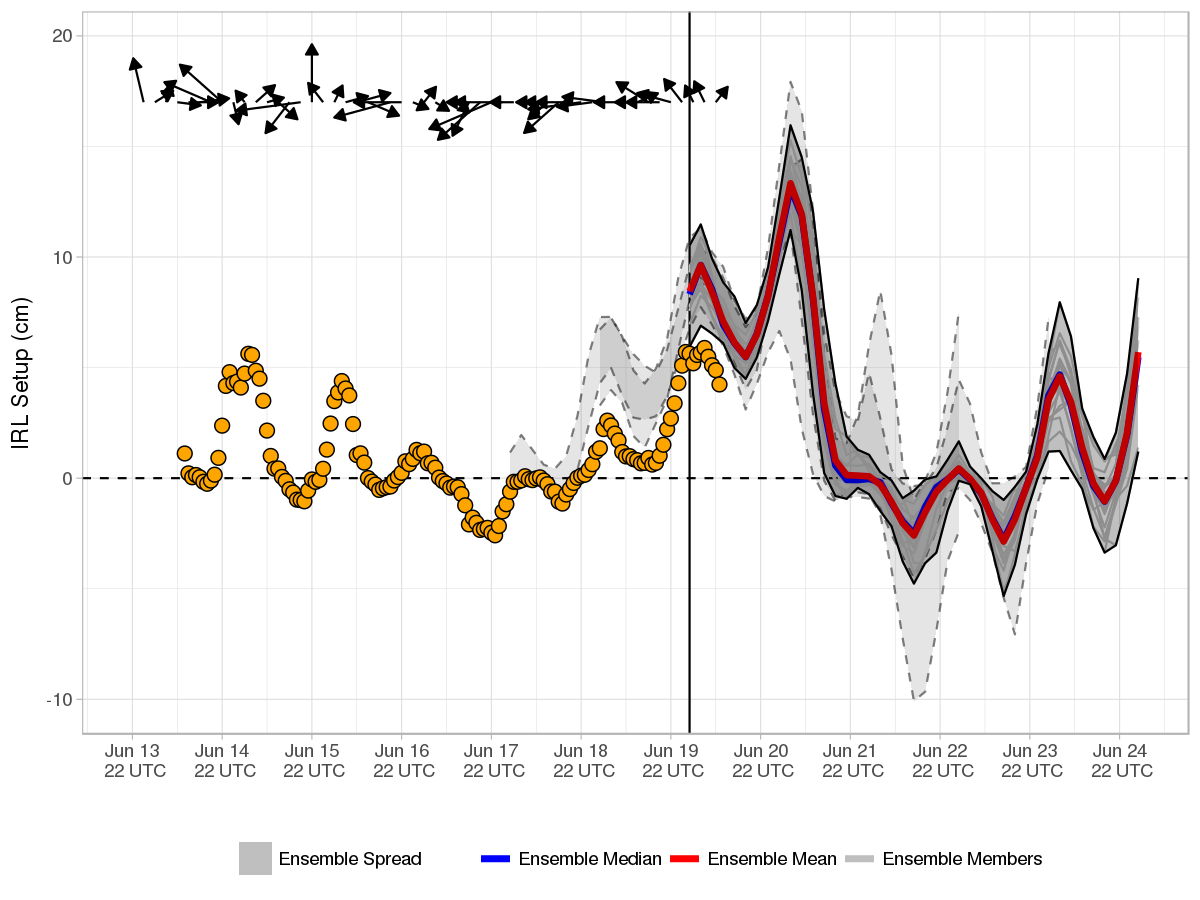 IRL Setup (cm)
20
10
0
-10
Jun 13 Jun 14 Jun 15 Jun 16 Jun 17 Jun 18 Jun 19 Jun 20 Jun 21 Jun 22 Jun 23 Jun 24
22 UTC 22 UTC 22 UTC 22 UTC 22 UTC 22 UTC 22 UTC 22 UTC 22 UTC 22 UTC 22 UTC 22 UTC
Ensemble Spread Ensemble Median Ensemble Mean Ensemble Members